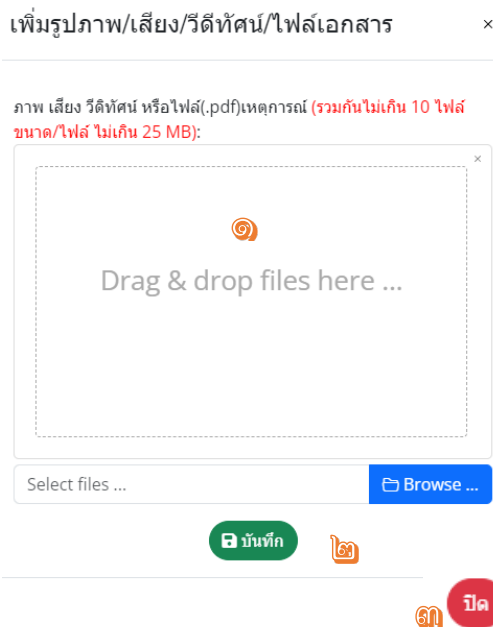 เพิ่มรูปภาพ/เสียง/วีดีทัศน์/ไฟล์เอกสาร ×
ภาพ เสียง วีดิทัศน์ หรือไฟล์(.pdf)เหตุการณ์ (รวมกันไม่เกิน 10 ไฟล์
ขนาด/ไฟล์ ไม่เกิน 25 MB):
×
๑
Drag & drop files here ...
Select files ... Browse ...
บันทึก ๒
ปิด
๓